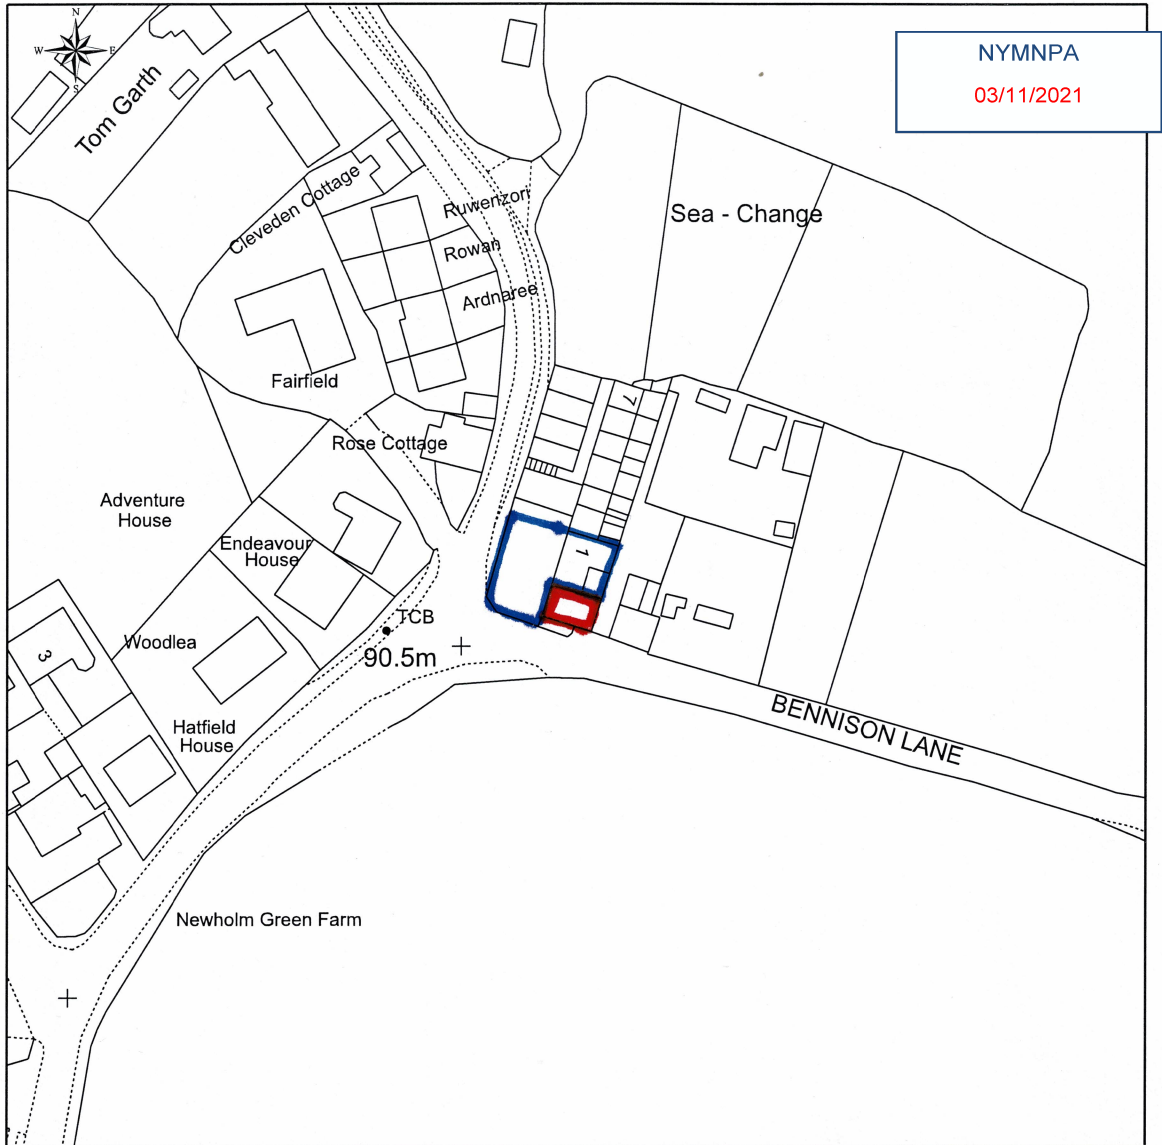 N
W E
S
NYMNPA
03/11/2021
Tom Garth
Cleveden Cottage
Ruwenzori
Sea - Change
Rowan
Ardnaree
Fairfield
7
Rose Cottage
Adventure
House
Endeavour
House
1
TCB
Woodlea
3
90.5m
BENNISON LANE
Hatfield
House
Newholm Green Farm